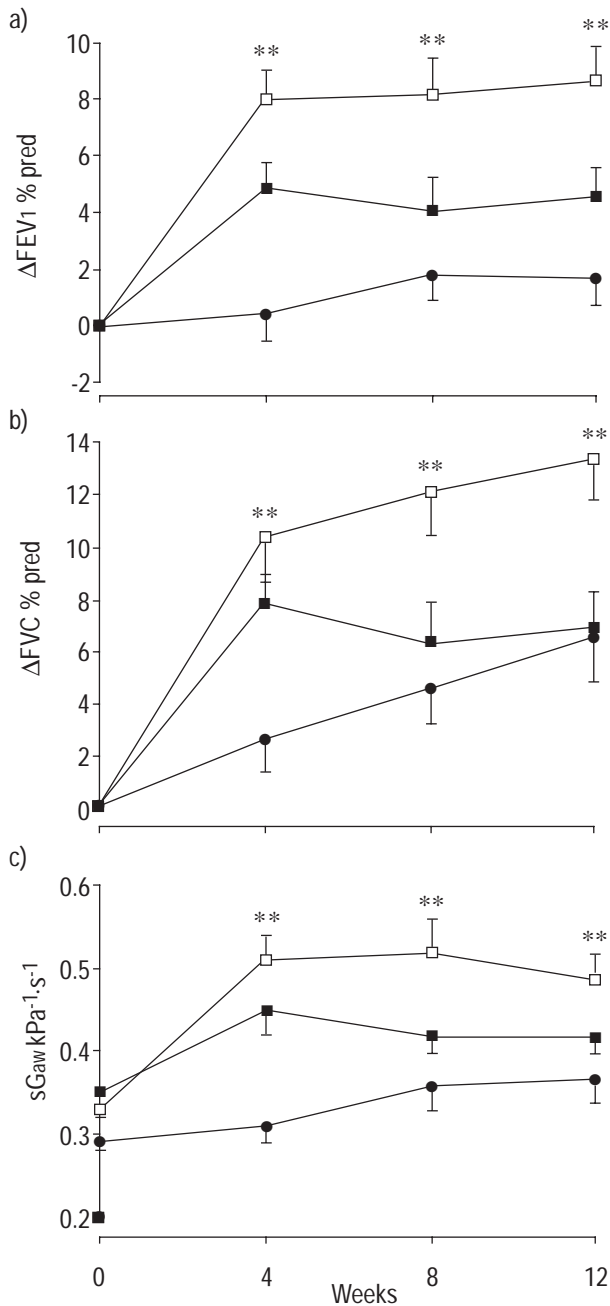 a)
** ** **
10
8
6
4
2
0
-2
ΔFEV1 % pred
b)
** ** **
14
12
10
8
6
4
2
0
ΔFVC % pred
c)
** ** **
0.6
0.5
0.4
0.3
0.2
sGaw kPa-1·s-1
0 4 8 12
Weeks